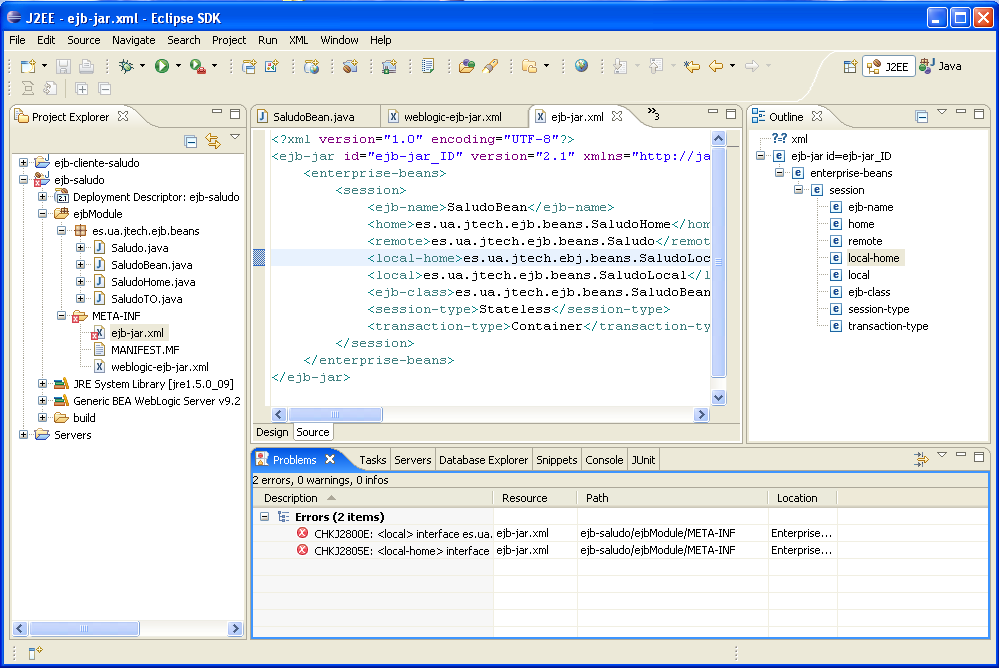 J2EE - ejb-jar.xml - Eclipse SDK
File Edit Source Navigate Search Project Run XML Window Help
J2EE Java
Project Explorer
ejb-cliente-saludo
ejb-saludo
Deployment Descriptor: ejb-saludo
ejbModule
es.ua.jtech.ejb.beans
Saludo.java
SaludoBean.java
SaludoHome.java
SaludoTO.java
META-INF
ejb-jar.xml
MANIFEST.MF
weblogic-ejb-jar.xml
JRE System Library [jre1.5.0_09]
Generic BEA WebLogic Server v9.2
build
Servers
SaludoBean.java weblogic-ejb-jar.xml ejb-jar.xml »3
<?xml version="1.0" encoding="UTF-8"?>
<ejb-jar id="ejb-jar_ID" version="2.1" xmlns="http://ja
<enterprise-beans>
<session>
<ejb-name>SaludoBean</ejb-name>
<home>es.ua.jtech.ejb.beans.SaludoHome</hom
<remote>es.ua.jtech.ejb.beans.Saludo</remot
<local-home>es.ua.jtech.ebj.beans.SaludoLoc
<local>es.ua.jtech.ejb.beans.SaludoLocal</l
<ejb-class>es.ua.jtech.ejb.beans.SaludoBean
<session-type>Stateless</session-type>
<transaction-type>Container</transaction-ty
</session>
</enterprise-beans>
</ejb-jar>
Design Source
Outline
?=? xml
ejb-jar id=ejb-jar_ID
enterprise-beans
session
ejb-name
home
remote
local-home
local
ejb-class
session-type
transaction-type
Problems Tasks Servers Database Explorer Snippets Console JUnit
2 errors, 0 warnings, 0 infos
Description Resource Path Location
Errors (2 items)
CHKJ2800E: <local> interface es.ua. ejb-jar.xml ejb-saludo/ejbModule/META-INF Enterprise...
CHKJ2805E: <local-home> interface ejb-jar.xml ejb-saludo/ejbModule/META-INF Enterprise...